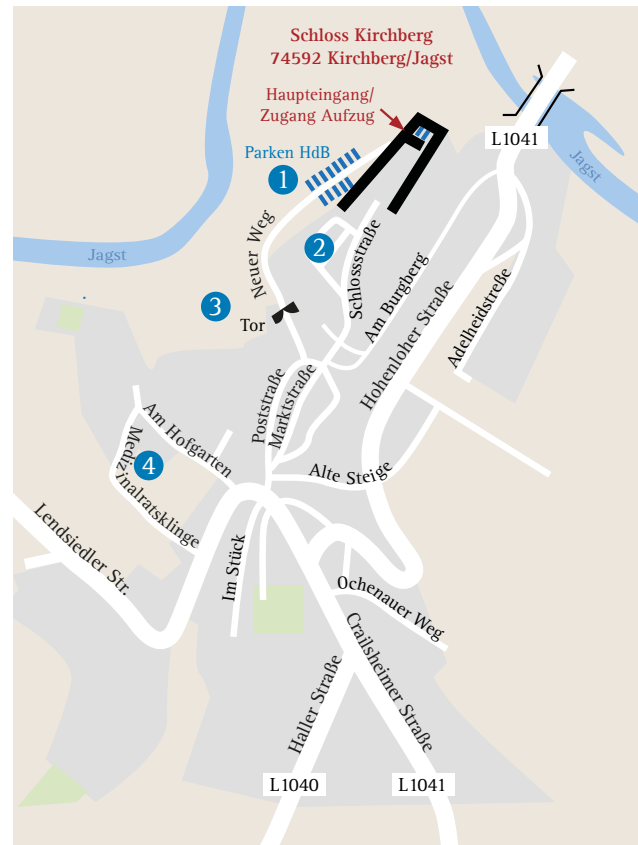 Schloss Kirchberg
74592 Kirchberg/Jagst
Haupteingang/
Zugang Aufzug
L1041
Parken HdB
1
Jagst
Jagst
Neuer Weg
2
Schlossstraße
3
Tor
Am Burgberg
Hohenloher Straße
Adelheidstreße
Poststraße
Marktstraße
Am Hofgarten
4
Medizinalratsklinge
Alte Steige
Lendsiedler Str.
Im Stück
Ochenauer Weg
Crailsheimer Straße
Haller Straße
L1040
L1041